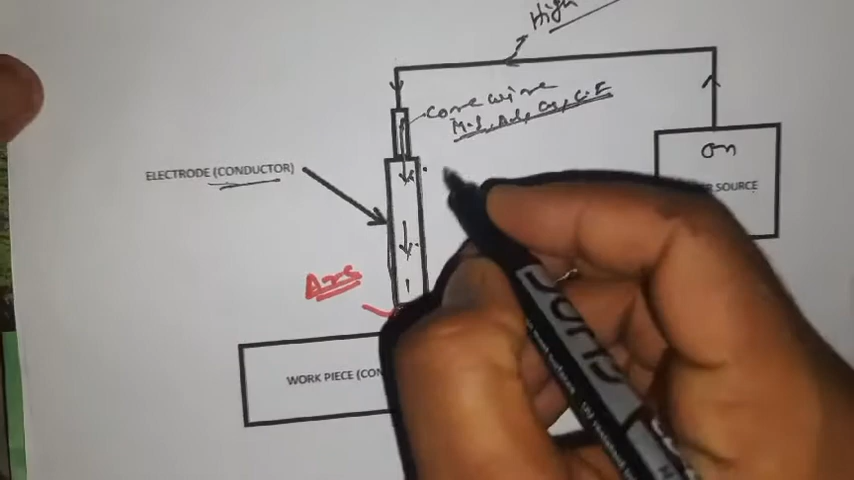 High
core wire
M.S, Al, Cu, C.I
on
ELECTRODE (CONDUCTOR)
SOURCE
Arc
WORK PIECE (CON